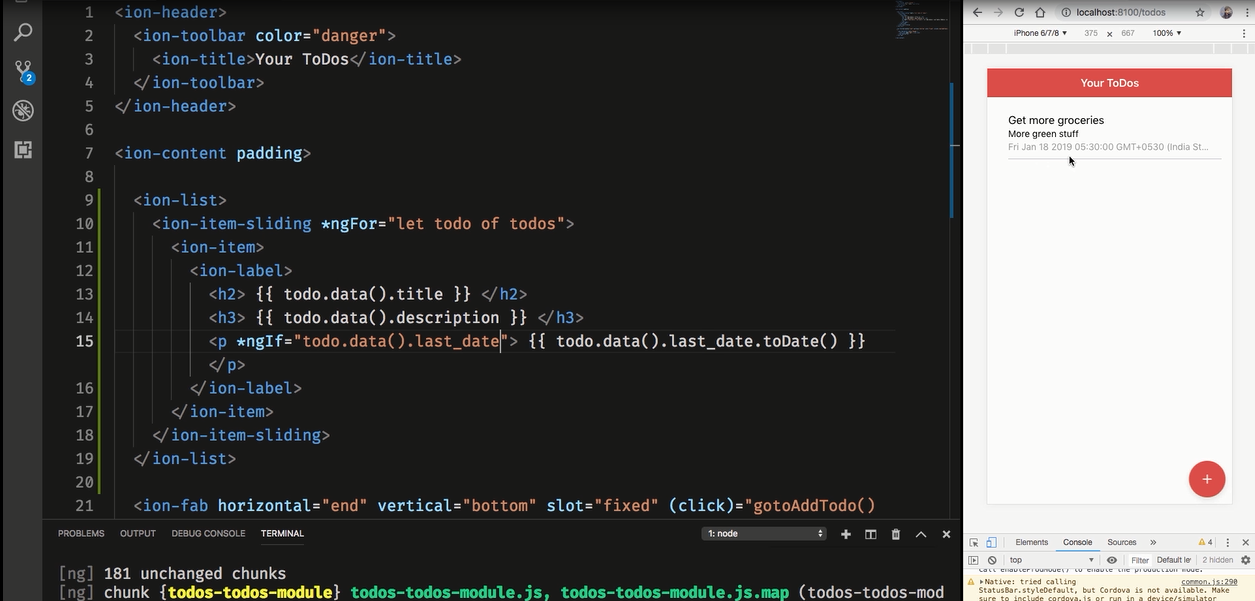 1 <ion-header>
2 <ion-toolbar color="danger">
3 <ion-title>Your ToDos</ion-title>
4 </ion-toolbar>
5 </ion-header>
6
7 <ion-content padding>
8
9 <ion-list>
10 <ion-item-sliding *ngFor="let todo of todos">
11 <ion-item>
12 <ion-label>
13 <h2> {{ todo.data().title }} </h2>
14 <h3> {{ todo.data().description }} </h3>
15 <p *ngIf="todo.data().last_date"> {{ todo.data().last_date.toDate() }}
</p>
16 </ion-label>
17 </ion-item>
18 </ion-item-sliding>
19 </ion-list>
20
21 <ion-fab horizontal="end" vertical="bottom" slot="fixed" (click)="gotoAddTodo()
2
PROBLEMS OUTPUT DEBUG CONSOLE TERMINAL 1: node
[ng] 181 unchanged chunks
[ng] chunk {todos-todos-module} todos-todos-module.js, todos-todos-module.js.map (todos-todos-mod
localhost:8100/todos
iPhone 6/7/8 375 x 667 100%
Your ToDos
Get more groceries
More green stuff
Fri Jan 18 2019 05:30:00 GMT+0530 (India St...
+
Elements Console Sources » 4
top Filter Default le 2 hidden
call enableProdMode() to enable the production mode.
Native: tried calling common.js:290
StatusBar.styleDefault, but Cordova is not available. Make
sure to include cordova.js or run in a device/simulator